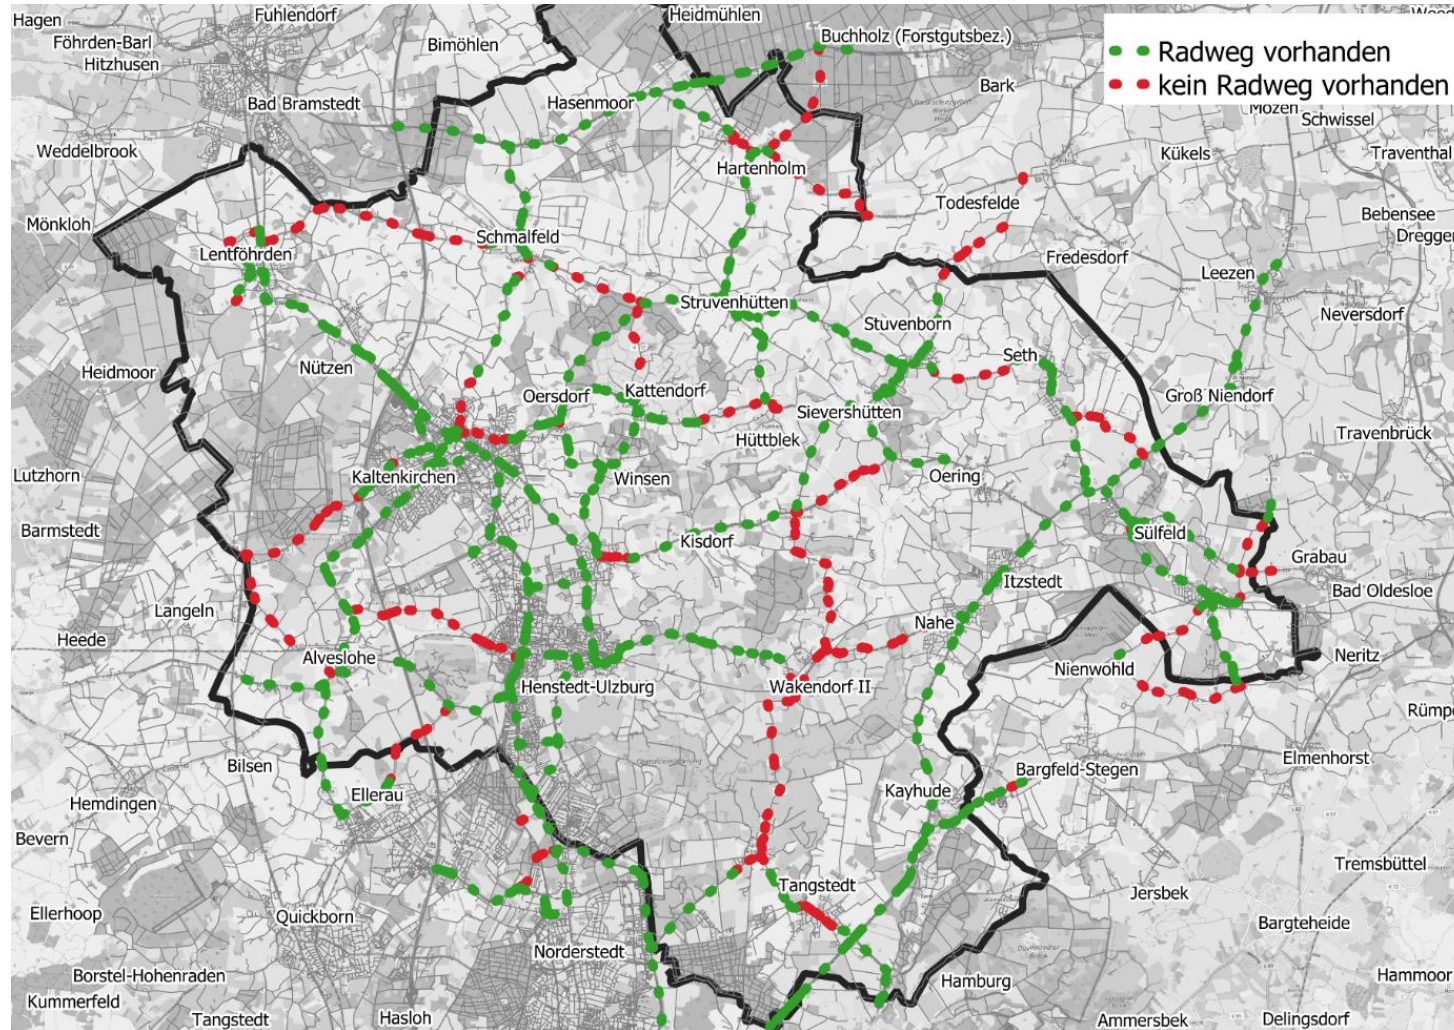 Hagen
Fuhlendorf
Heidmühlen
Föhrden-Barl
Bimöhlen
Buchholz (Forstgutsbez.)
Radweg vorhanden
Hitzhusen
kein Radweg vorhanden
Bark
Bad Bramstedt
Hasenmoor
Mözen
Schwissel
Weddelbrook
Kükels
Traventhal
Hartenholm
Mönkloh
Todesfelde
Bebensee
Schmalfeld
Dregger
Lentföhrden
Fredesdorf
Leezen
Struvenhütten
Neversdorf
Stuvenborn
Nützen
Seth
Heidmoor
Oersdorf
Kattendorf
Groß Niendorf
Sievershütten
Hüttblek
Travenbrück
Lutzhorn
Kaltenkirchen
Winsen
Oering
Barmstedt
Kisdorf
Sülfeld
Grabau
Itzstedt
Bad Oldesloe
Langeln
Nahe
Heede
Alveslohe
Neritz
Henstedt-Ulzburg
Wakendorf II
Nienwohld
Rümpe
Bilsen
Elmenhorst
Bargfeld-Stegen
Hemdingen
Ellerau
Kayhude
Bevern
Tremsbüttel
Tangstedt
Jersbek
Ellerhoop
Quickborn
Bargteheide
Norderstedt
Borstel-Hohenraden
Hamburg
Hammoor
Kummerfeld
Tangstedt
Hasloh
Ammersbek
Delingsdorf